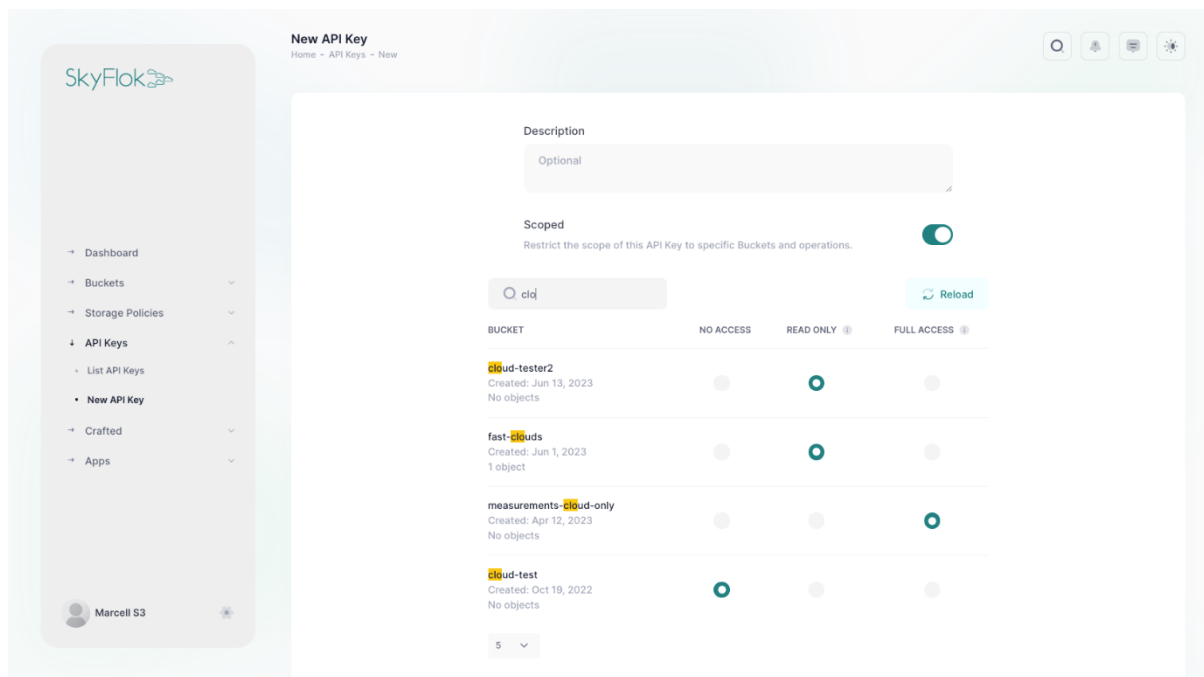 SkyFlok
Dashboard
Buckets
Storage Policies
API Keys
List API Keys
New API Key
Crafted
Apps
Marcell S3
New API Key
Home - API Keys - New
Description
Optional
Scoped
Restrict the scope of this API Key to specific Buckets and operations.
clo
Reload
BUCKET NO ACCESS READ ONLY FULL ACCESS
cloud-tester2
Created: Jun 13, 2023
No objects
fast-clouds
Created: Jun 1, 2023
1 object
measurements-cloud-only
Created: Apr 12, 2023
No objects
cloud-test
Created: Oct 19, 2022
No objects
5